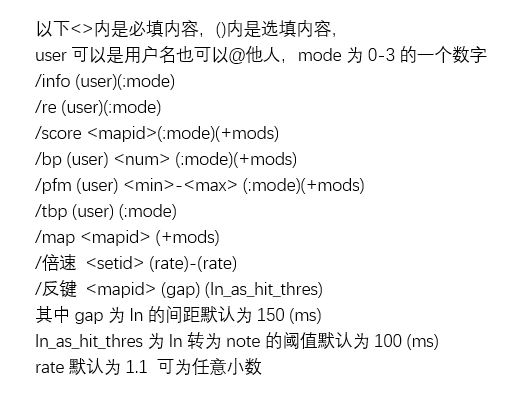 以下<>内是必填内容，()内是选填内容，
user 可以是用户名也可以@他人，mode 为 0-3 的一个数字
/info (user)(:mode)
/re (user)(:mode)
/score <mapid>(:mode)(+mods)
/bp (user) <num> (:mode)(+mods)
/pfm (user) <min>-<max> (:mode)(+mods)
/tbp (user) (:mode)
/map <mapid> (+mods)
/倍速 <setid> (rate)-(rate)
/反键 <mapid> (gap) (ln_as_hit_thres)
其中 gap 为 ln 的间距默认为 150 (ms)
ln_as_hit_thres 为 ln 转为 note 的阈值默认为 100 (ms)
rate 默认为 1.1 可为任意小数